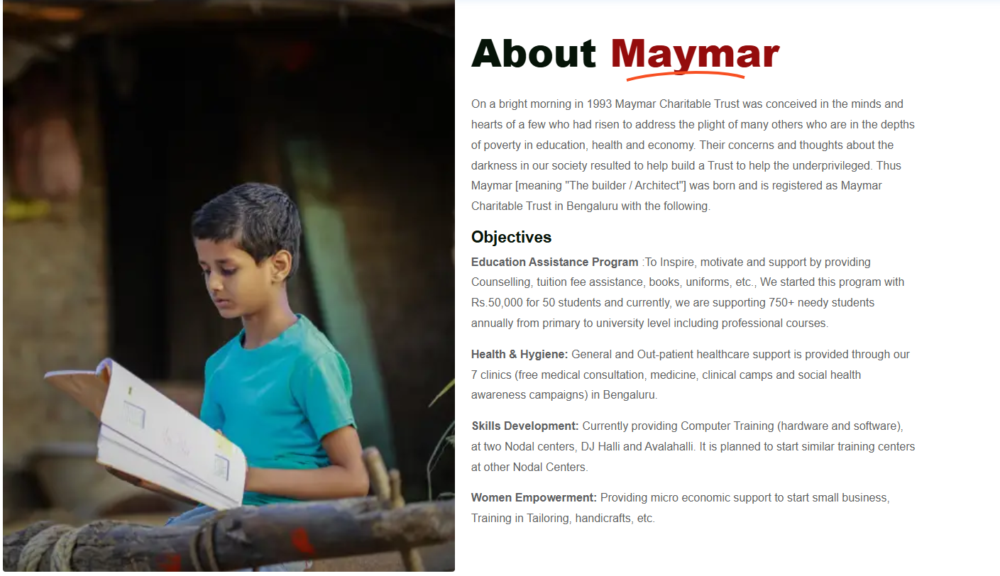 About Maymar
On a bright morning in 1993 Maymar Charitable Trust was conceived in the minds and
hearts of a few who had risen to address the plight of many others who are in the depths
of poverty in education, health and economy. Their concerns and thoughts about the
darkness in our society resulted to help build a Trust to help the underprivileged. Thus
Maymar [meaning "The builder / Architect"] was born and is registered as Maymar
Charitable Trust in Bengaluru with the following.
Objectives
Education Assistance Program :To Inspire, motivate and support by providing
Counselling, tuition fee assistance, books, uniforms, etc., We started this program with
Rs.50,000 for 50 students and currently, we are supporting 750+ needy students
annually from primary to university level including professional courses.
Health & Hygiene: General and Out-patient healthcare support is provided through our
7 clinics (free medical consultation, medicine, clinical camps and social health
awareness campaigns) in Bengaluru.
Skills Development: Currently providing Computer Training (hardware and software),
at two Nodal centers, DJ Halli and Avalahalli. It is planned to start similar training centers
at other Nodal Centers.
Women Empowerment: Providing micro economic support to start small business,
Training in Tailoring, handicrafts, etc.